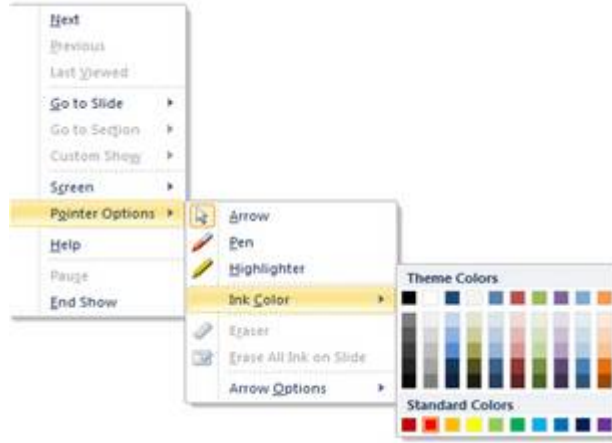 Next
Previous
Last Viewed
Go to Slide
Go to Section
Custom Show
Screen
Pointer Options
Help
Pause
End Show
Arrow
Pen
Highlighter
Ink Color
Eraser
Erase All Ink on Slide
Arrow Options
Theme Colors
Standard Colors